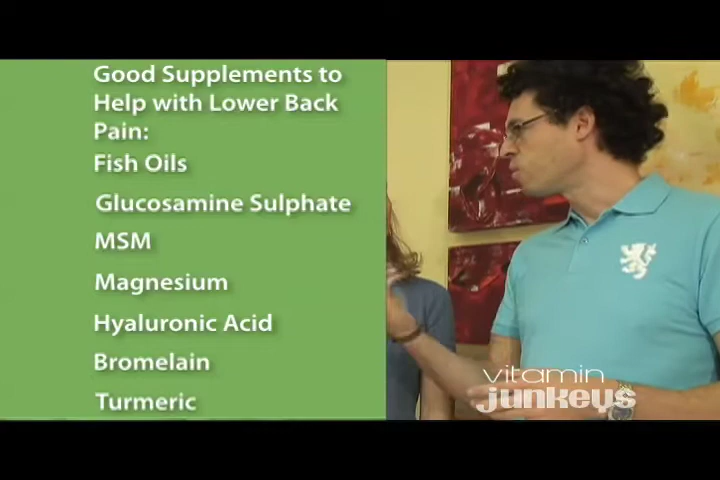 Good Supplements to
Help with Lower Back
Pain:
Fish Oils
Glucosamine Sulphate
MSM
Magnesium
Hyaluronic Acid
Bromelain
Turmeric
vitamin
junkeys